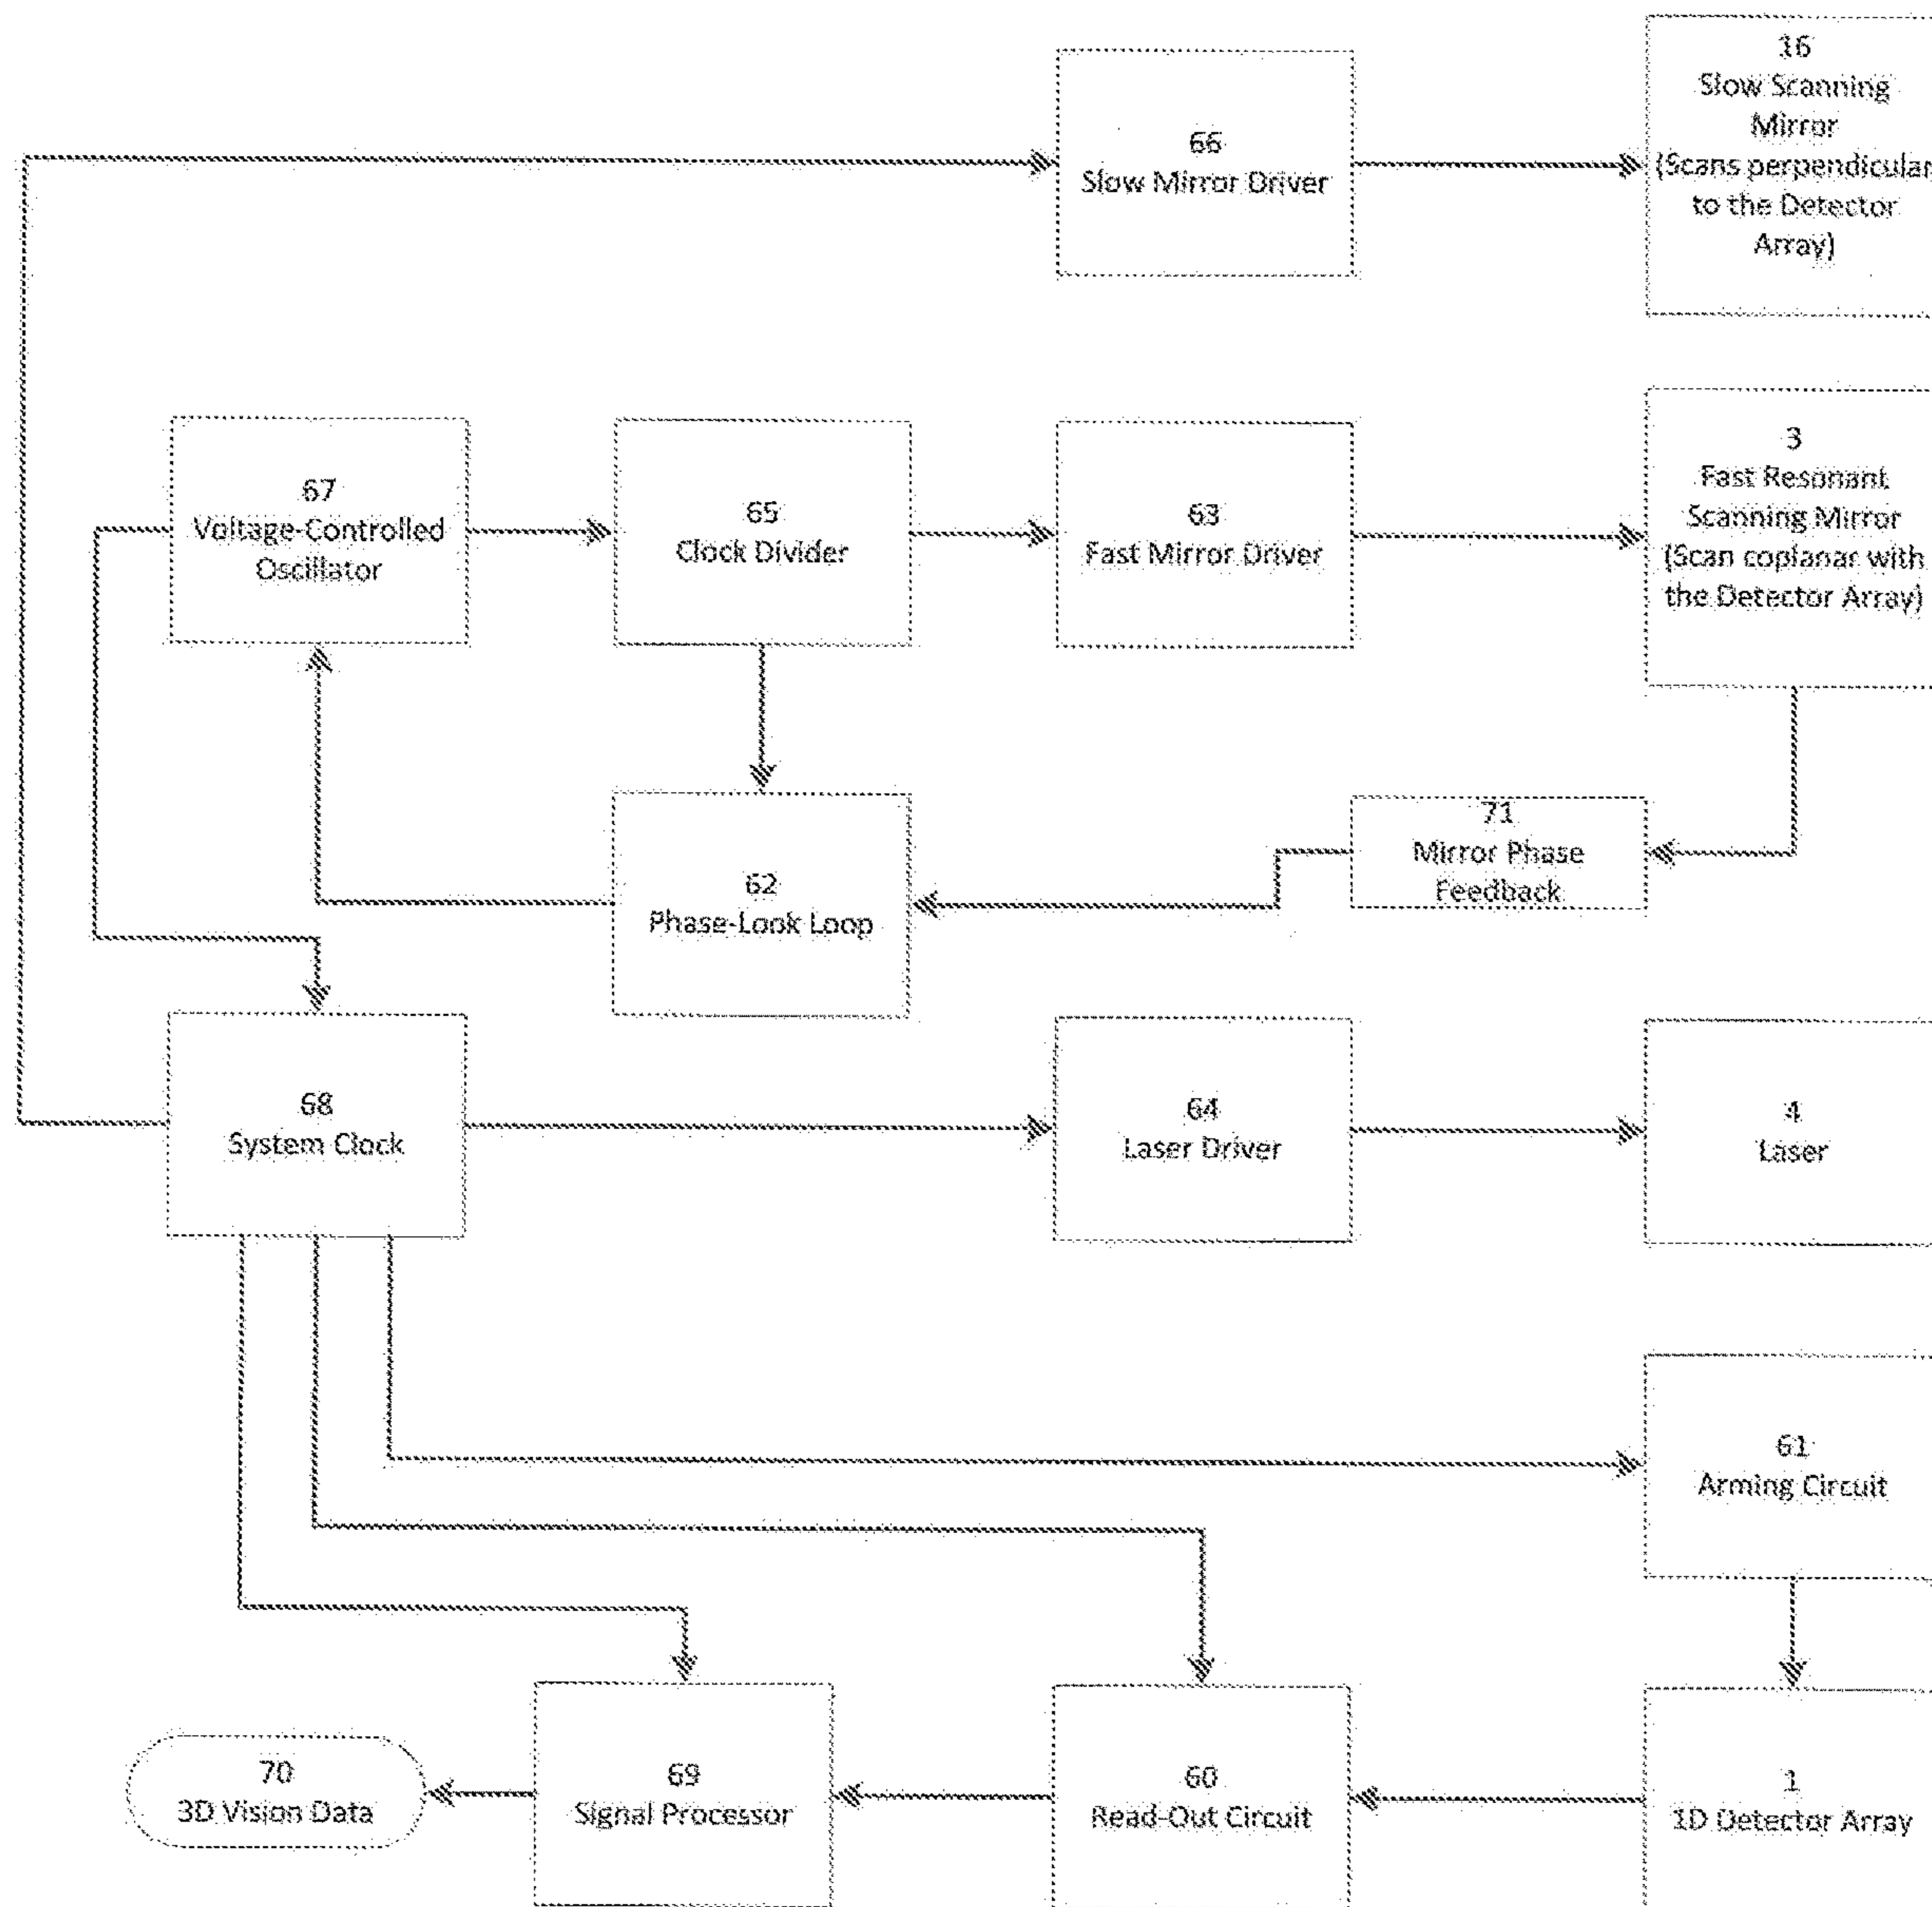 16
Slow Scanning
Mirror
(Scans perpendicular
to the Detector
Array)
66
Slow Mirror Driver
67
Voltage-Controlled
Oscillator
65
Clock Divider
63
Fast Mirror Driver
3
Fast Resonant
Scanning Mirror
(Scan coplanar with
the Detector Array)
62
Phase-Look Loop
71
Mirror Phase
Feedback
68
System Clock
64
Laser Driver
4
Laser
61
Arming Circuit
70
3D Vision Data
69
Signal Processor
60
Read-Out Circuit
1
1D Detector Array